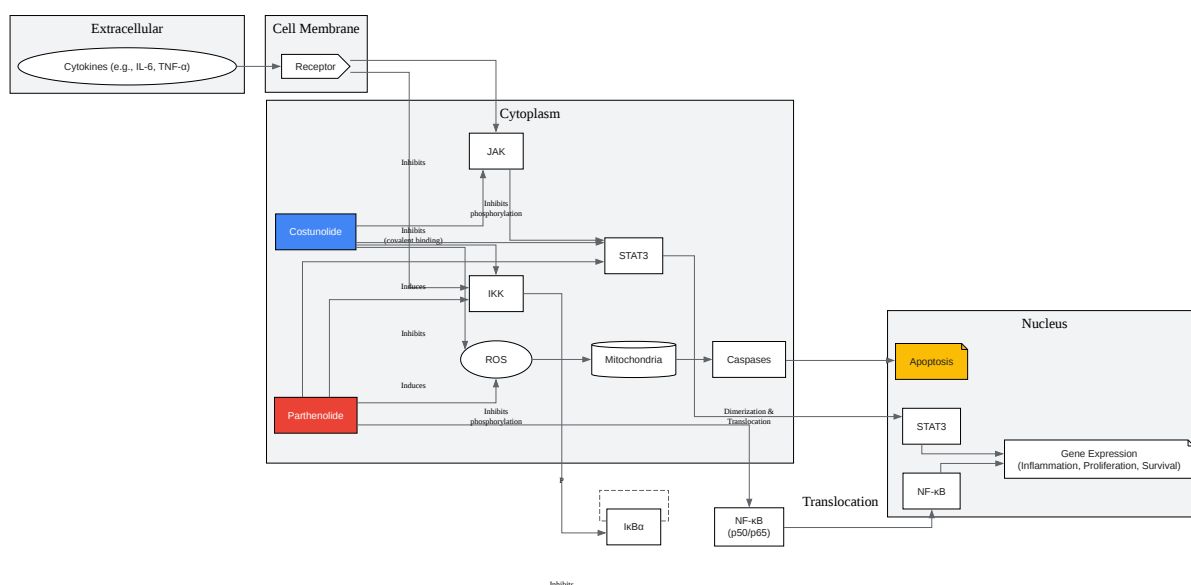 Extracellular
Cell Membrane
Cytokines (e.g., IL-6, TNF-α)
Receptor
Cytoplasm
JAK
Inhibits
Inhibits
phosphorylation
Costunolide
Inhibits
(covalent binding)
STAT3
Induces
IKK
Inhibits
ROS
Mitochondria
Caspases
Nucleus
Apoptosis
Induces
Parthenolide
Inhibits
phosphorylation
Dimerization &
Translocation
STAT3
Gene Expression
(Inflammation, Proliferation, Survival)
P
NF-κB
Translocation
IκBα
NF-κB
(p50/p65)
Inhibits